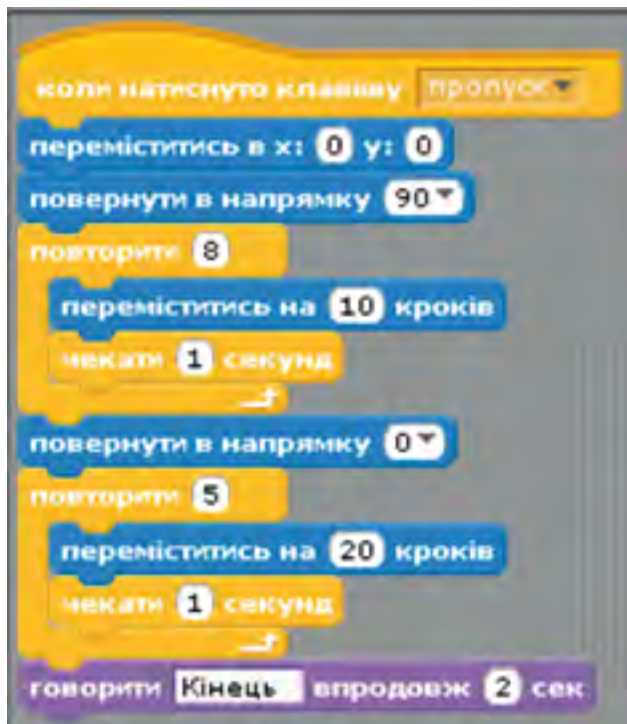 коли натиснуто клавішу пропуск
переміститись в x: 0 y: 0
повернути в напрямку 90
повторити 8
переміститись на 10 кроків
чекати 1 секунд
повернути в напрямку 0
повторити 5
переміститись на 20 кроків
чекати 1 секунд
говорити Кінець впродовж 2 сек